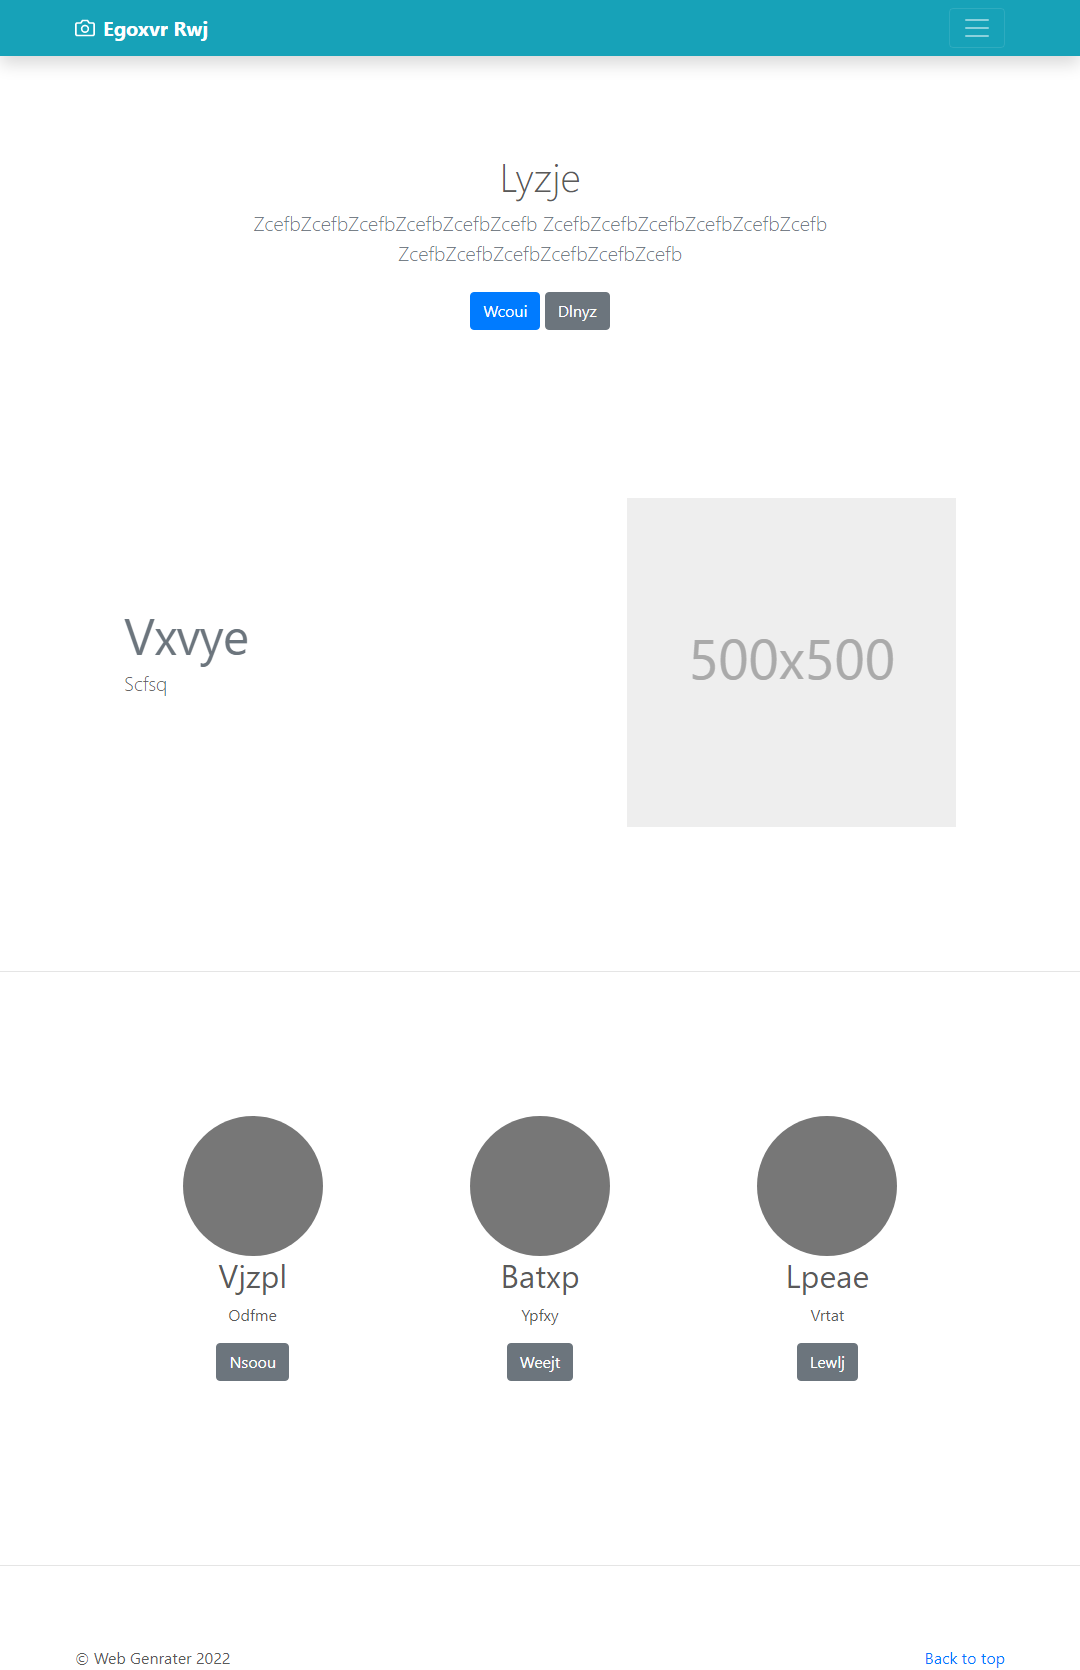 Egoxvr Rwj
Lyzje
ZcefbZcefbZcefbZcefbZcefbZcefb ZcefbZcefbZcefbZcefbZcefbZcefb
ZcefbZcefbZcefbZcefbZcefbZcefb
Wcoui Dlnyz
Vxvye
Scfsq
500x500
Vjzpl Batxp Lpeae
Odfme Ypfxy Vrtat
Nsoou Weejt Lewlj
© Web Genrater 2022 Back to top